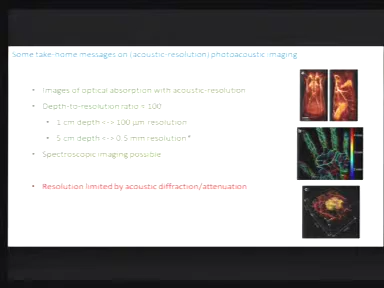 Some take-home messages on (acoustic-resolution) photoacoustic imaging
• Images of optical absorption with acoustic-resolution
• Depth-to-resolution ratio ≈ 100
• 1 cm depth <-> 100 µm resolution
• 5 cm depth <-> 0.5 mm resolution*
• Spectroscopic imaging possible
• Resolution limited by acoustic diffraction/attenuation
a
b
c